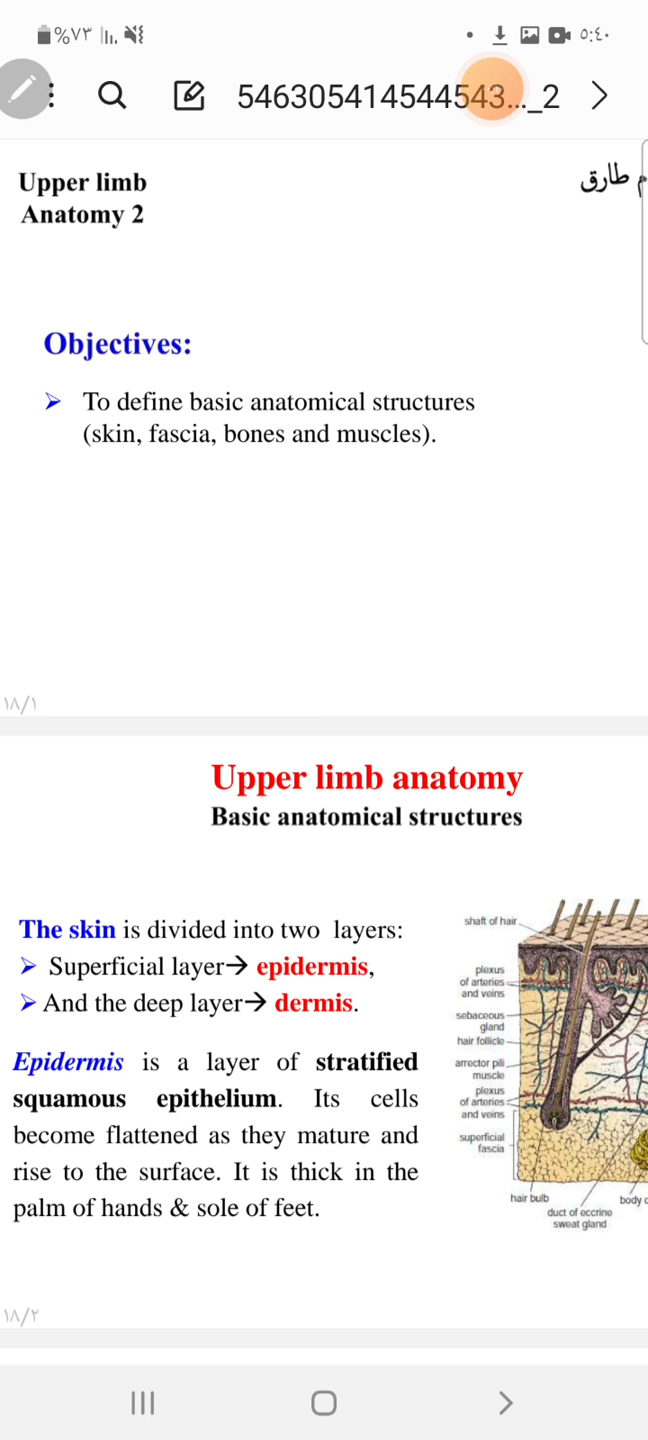 %٧٣
٥:٤٠
546305414544543..._2
Upper limb
Anatomy 2
م طارق
Objectives:
➢ To define basic anatomical structures
(skin, fascia, bones and muscles).
١٨/١
Upper limb anatomy
Basic anatomical structures
The skin is divided into two layers:
➢ Superficial layer→ epidermis,
➢ And the deep layer→ dermis.
Epidermis is a layer of stratified
squamous epithelium. Its cells
become flattened as they mature and
rise to the surface. It is thick in the
palm of hands & sole of feet.
shaft of hair
plexus
of arteries
and veins
sebaceous
gland
hair follicle
arrector pili
muscle
plexus
of arteries
and veins
superficial
fascia
hair bulb
duct of eccrine
sweat gland
body
١٨/٢